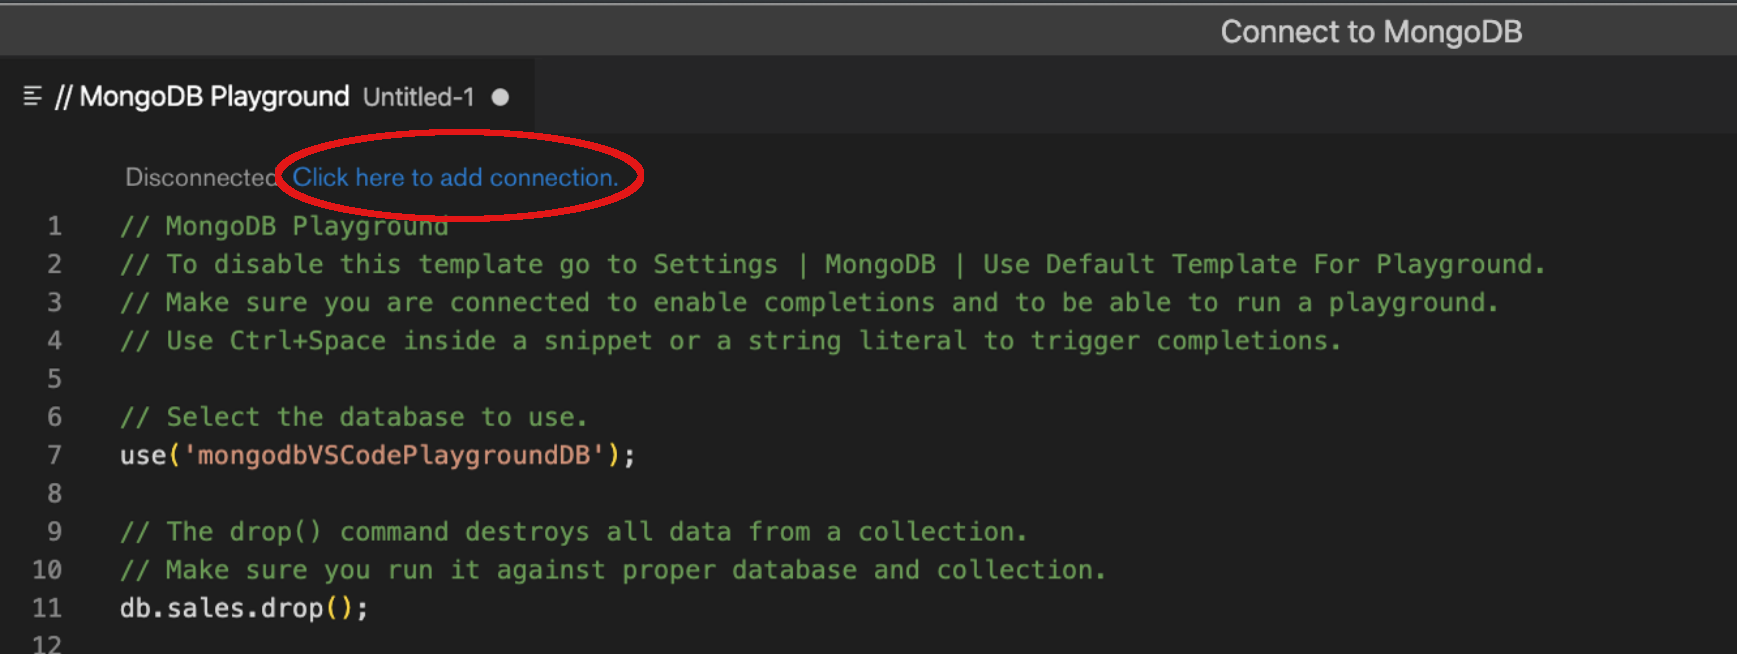 Connect to MongoDB
// MongoDB Playground Untitled-1
Disconnected. Click here to add connection.
1 // MongoDB Playground
2 // To disable this template go to Settings | MongoDB | Use Default Template For Playground.
3 // Make sure you are connected to enable completions and to be able to run a playground.
4 // Use Ctrl+Space inside a snippet or a string literal to trigger completions.
5
6 // Select the database to use.
7 use('mongodbVSCodePlaygroundDB');
8
9 // The drop() command destroys all data from a collection.
10 // Make sure you run it against proper database and collection.
11 db.sales.drop();
12